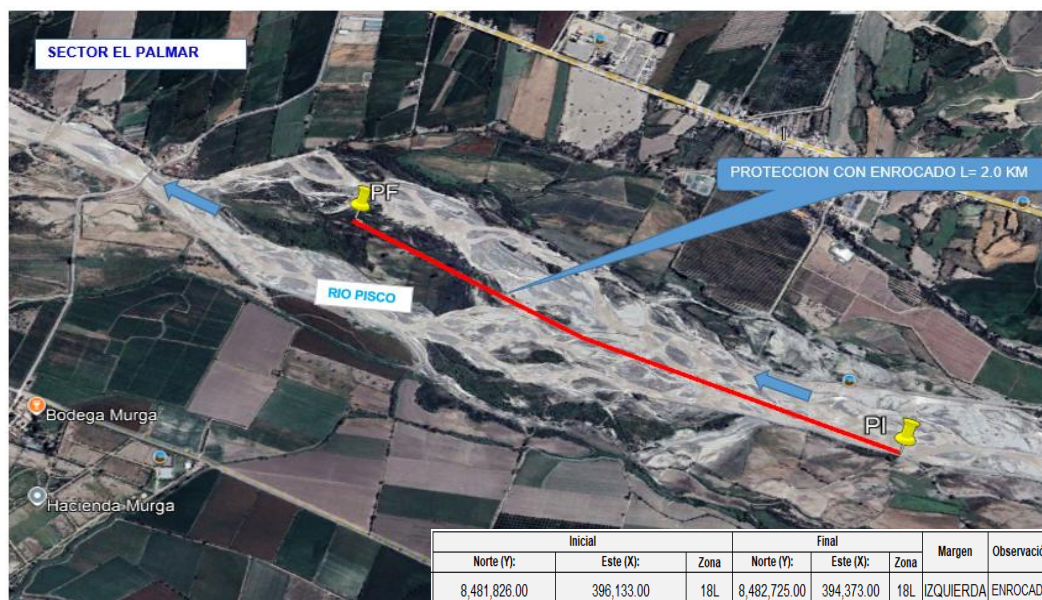 SECTOR EL PALMAR
PROTECCION CON ENROCADO L= 2.0 KM
PF
RIO PISCO
PI
Bodega Murga
Hacienda Murga
Inicial Final Margen Observació
Norte (Y): Este (X): Zona Norte (Y): Este (X): Zona
8,481,826.00 396,133.00 18L 8,482,725.00 394,373.00 18L IZQUIERDA ENROCAD